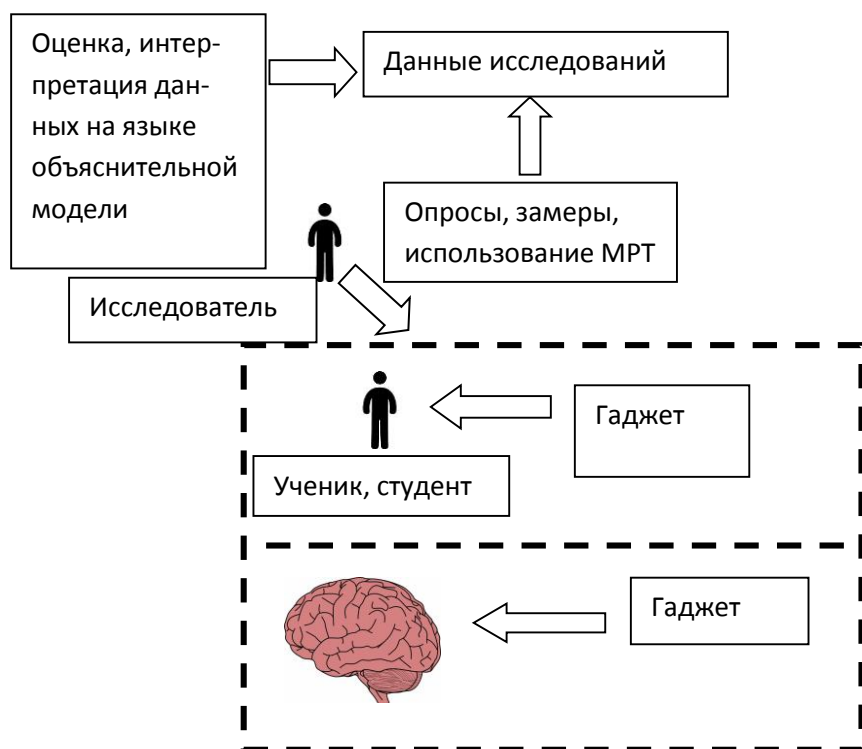 Оценка, интер-
претация дан-
ных на языке
объяснительной
модели
Данные исследований
Опросы, замеры,
использование МРТ
Исследователь
Гаджет
Ученик, студент
Гаджет